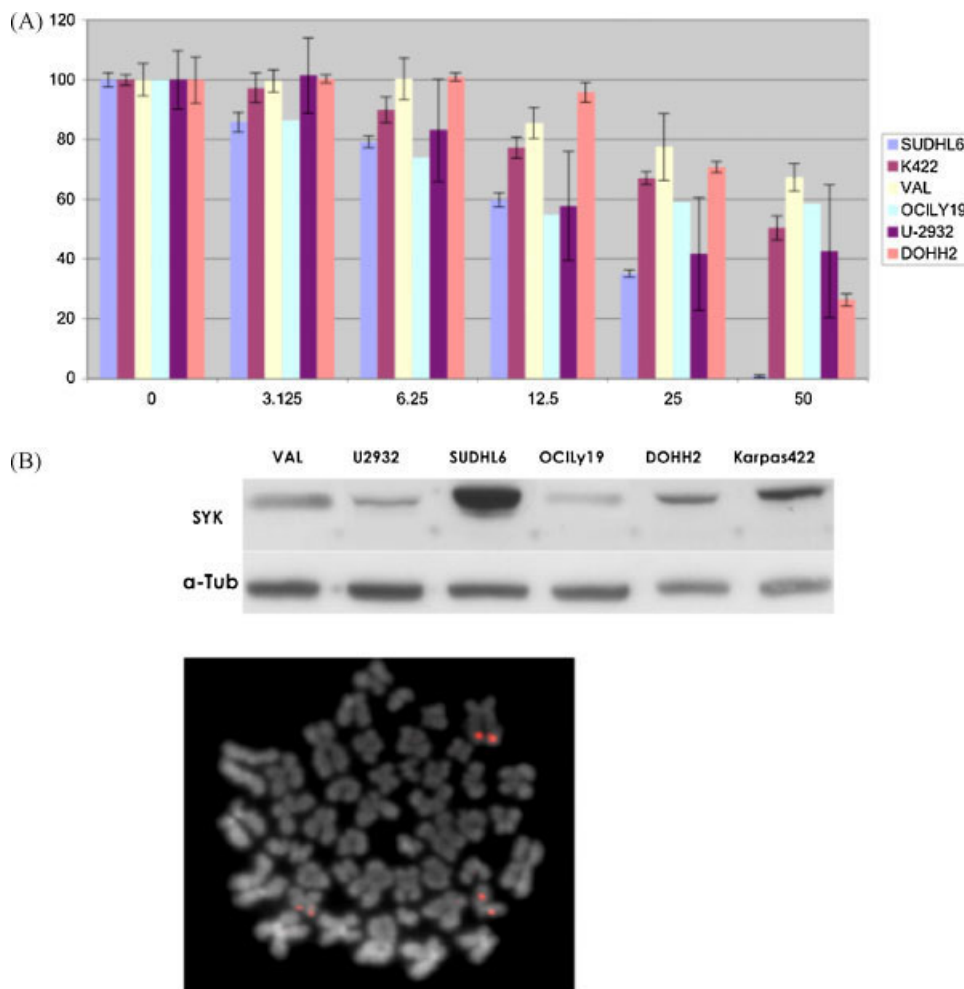 (A)
120
100
80
60
40
20
0
0 3.125 6.25 12.5 25 50
SUDHL6
K422
VAL
OCILY19
U-2932
DOHH2
(B)
VAL U2932 SUDHL6 OCILy19 DOHH2 Karpas422
SYK
α-Tub